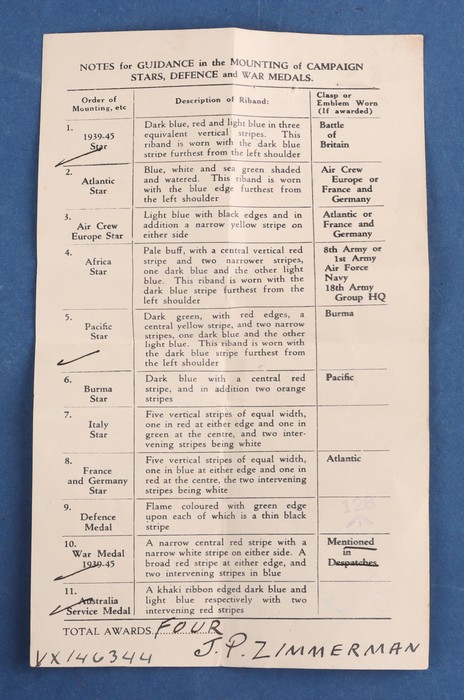 NOTES for GUIDANCE in the MOUNTING of CAMPAIGN
STARS, DEFENCE and WAR MEDALS.
Order of
Mounting, etc
Description of Riband:
Clasp or
Emblem Worn
(If awarded)
1.
1939-45
Star
Dark blue, red and light blue in three
equivalent vertical stripes. This
riband is worn with the dark blue
stripe furthest from the left shoulder
Battle
of
Britain
2.
Atlantic
Star
Blue, white and sea green shaded
and watered. This riband is worn
with the blue edge furthest from
the left shoulder
Air Crew
Europe or
France and
Germany
3.
Air Crew
Europe Star
Light blue with black edges and in
addition a narrow yellow stripe on
either side
Atlantic or
France and
Germany
4.
Africa
Star
Pale buff, with a central vertical red
stripe and two narrower stripes,
one dark blue and the other light
blue. This riband is worn with the
dark blue stripe furthest from the
left shoulder
8th Army or
1st Army
Air Force
Navy
18th Army
Group HQ
5.
Pacific
Star
Dark green, with red edges, a
central yellow stripe, and two narrow
stripes, one dark blue and the other
light blue. This riband is worn with
the dark blue stripe furthest from
the left shoulder
Burma
6.
Burma
Star
Dark blue with a central red
stripe, and in addition two orange
stripes
Pacific
7.
Italy
Star
Five vertical stripes of equal width,
one in red at either edge and one in
green at the centre, and two inter-
vening stripes being white
8.
France
and Germany
Star
Five vertical stripes of equal width,
one in blue at either edge and one in
red at the centre, the two intervening
stripes being white
Atlantic
9.
Defence
Medal
Flame coloured with green edge
upon each of which is a thin black
stripe
126
10.
War Medal
1939-45
A narrow central red stripe with a
narrow white stripe on either side. A
broad red stripe at either edge, and
two intervening stripes in blue
Mentioned
in
Despatches
11.
Australia
Service Medal
A khaki ribbon edged dark blue and
light blue respectively with two
intervening red stripes
TOTAL AWARDS. FOUR
VX146344 J.P. ZIMMERMAN